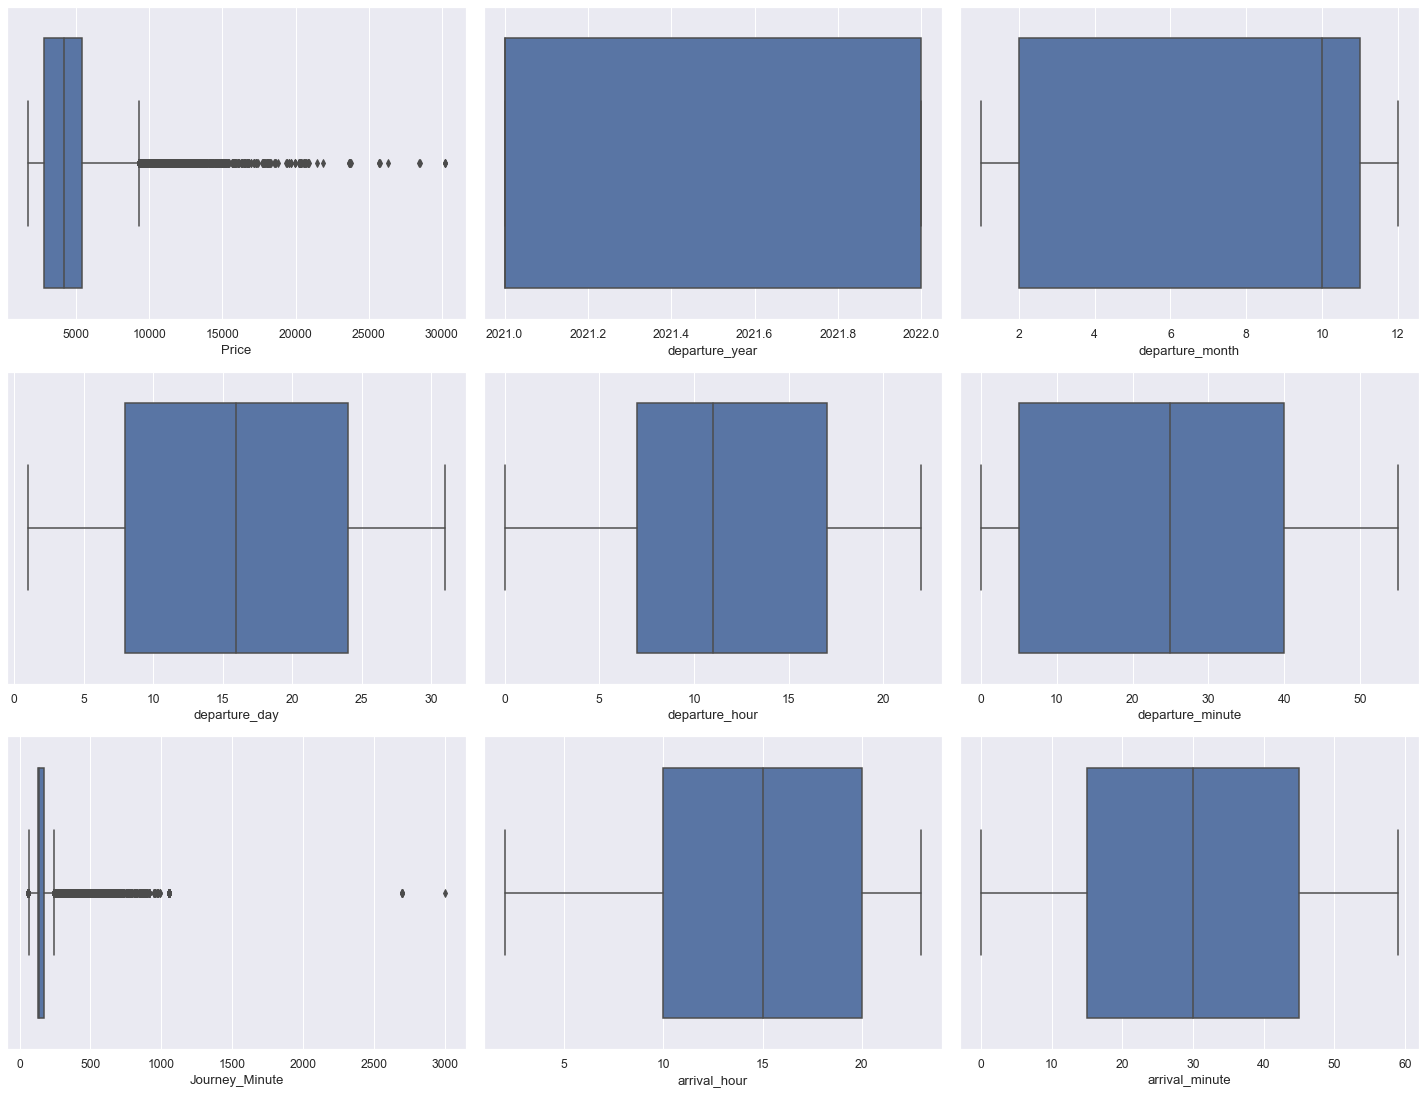 5000 10000 15000 20000 25000 30000
Price
2021.0 2021.2 2021.4 2021.6 2021.8 2022.0
departure_year
2 4 6 8 10 12
departure_month
0 5 10 15 20 25 30
departure_day
0 5 10 15 20
departure_hour
0 10 20 30 40 50
departure_minute
0 500 1000 1500 2000 2500 3000
Journey_Minute
5 10 15 20
arrival_hour
0 10 20 30 40 50 60
arrival_minute